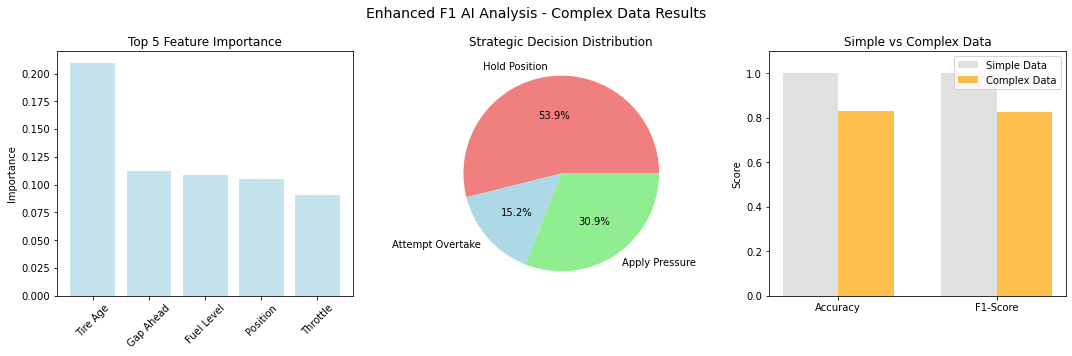 Enhanced F1 AI Analysis - Complex Data Results
Top 5 Feature Importance
Importance
0.200
0.175
0.150
0.125
0.100
0.075
0.050
0.025
0.000
Tire Age
Gap Ahead
Fuel Level
Position
Throttle
Strategic Decision Distribution
Hold Position
53.9%
15.2%
30.9%
Attempt Overtake
Apply Pressure
Simple vs Complex Data
Simple Data
Complex Data
Score
1.0
0.8
0.6
0.4
0.2
0.0
Accuracy
F1-Score